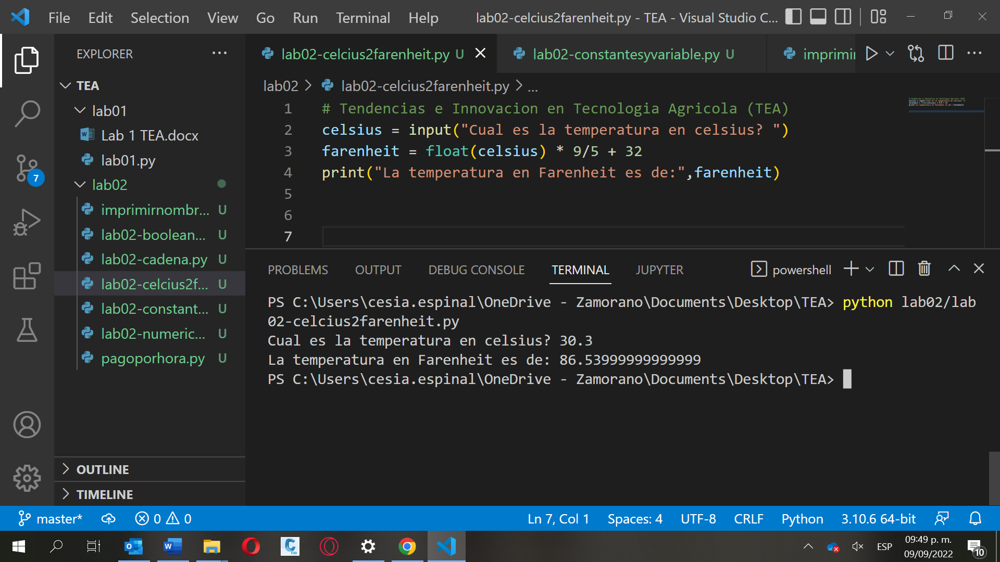 File Edit Selection View Go Run Terminal Help lab02-celcius2farenheit.py - TEA - Visual Studio C...
EXPLORER
TEA
lab01
Lab 1 TEA.docx
lab01.py
lab02
imprimirnombr... U
lab02-boolean... U
lab02-cadena.py U
lab02-celcius2f... U
lab02-constant... U
lab02-numeric... U
pagoporhora.py U
OUTLINE
TIMELINE
7
lab02-celcius2farenheit.py U lab02-constantesyvariable.py U imprimir
lab02 > lab02-celcius2farenheit.py > ...
1 # Tendencias e Innovacion en Tecnologia Agricola (TEA)
2 celsius = input("Cual es la temperatura en celsius? ")
3 farenheit = float(celsius) * 9/5 + 32
4 print("La temperatura en Farenheit es de:",farenheit)
5
6
7
PROBLEMS OUTPUT DEBUG CONSOLE TERMINAL JUPYTER powershell
PS C:\Users\cesia.espinal\OneDrive - Zamorano\Documents\Desktop\TEA> python lab02/lab
02-celcius2farenheit.py
Cual es la temperatura en celsius? 30.3
La temperatura en Farenheit es de: 86.53999999999999
PS C:\Users\cesia.espinal\OneDrive - Zamorano\Documents\Desktop\TEA>
master* 0 0 Ln 7, Col 1 Spaces: 4 UTF-8 CRLF Python 3.10.6 64-bit
ESP 09:49 p. m.
09/09/2022 10